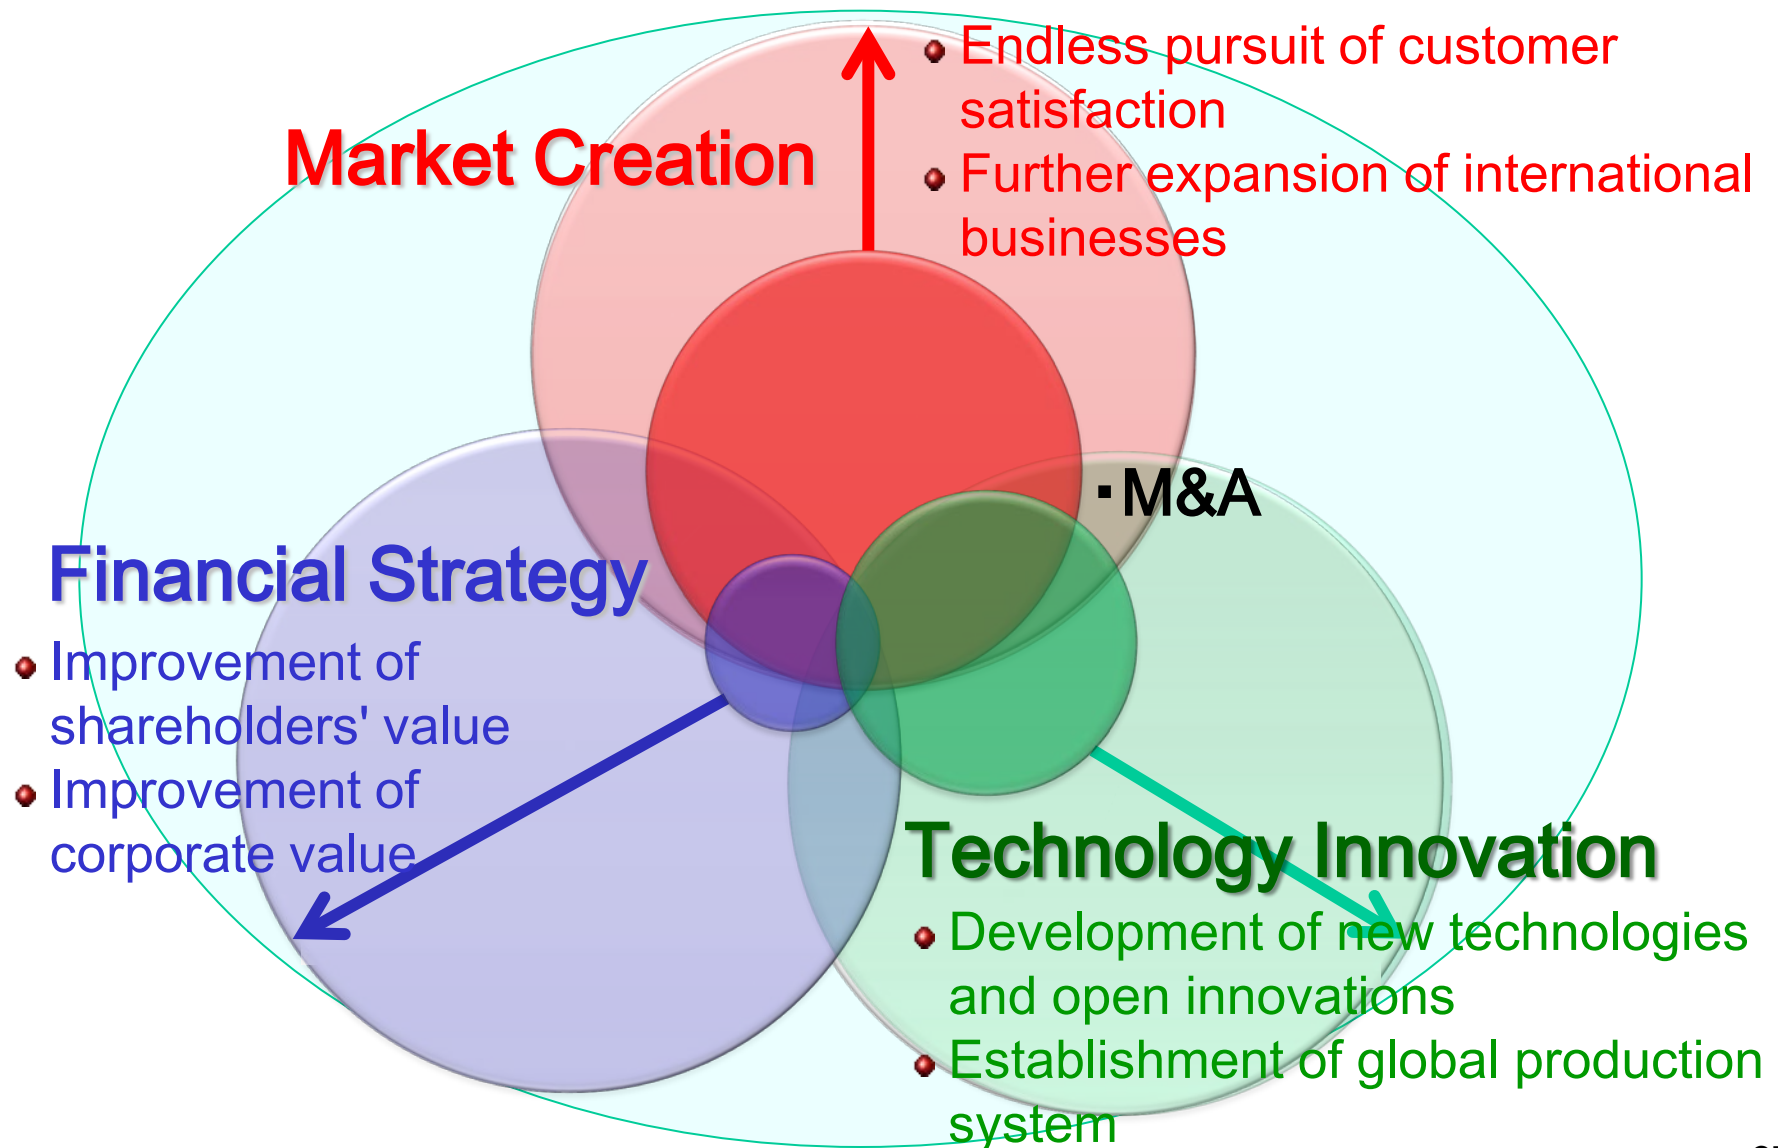 Endless pursuit of customer
satisfaction
Further expansion of international
businesses
Market Creation
▪M&A
Financial Strategy
Improvement of
shareholders' value
Improvement of
corporate value
Technology Innovation
Development of new technologies
and open innovations
Establishment of global production
system